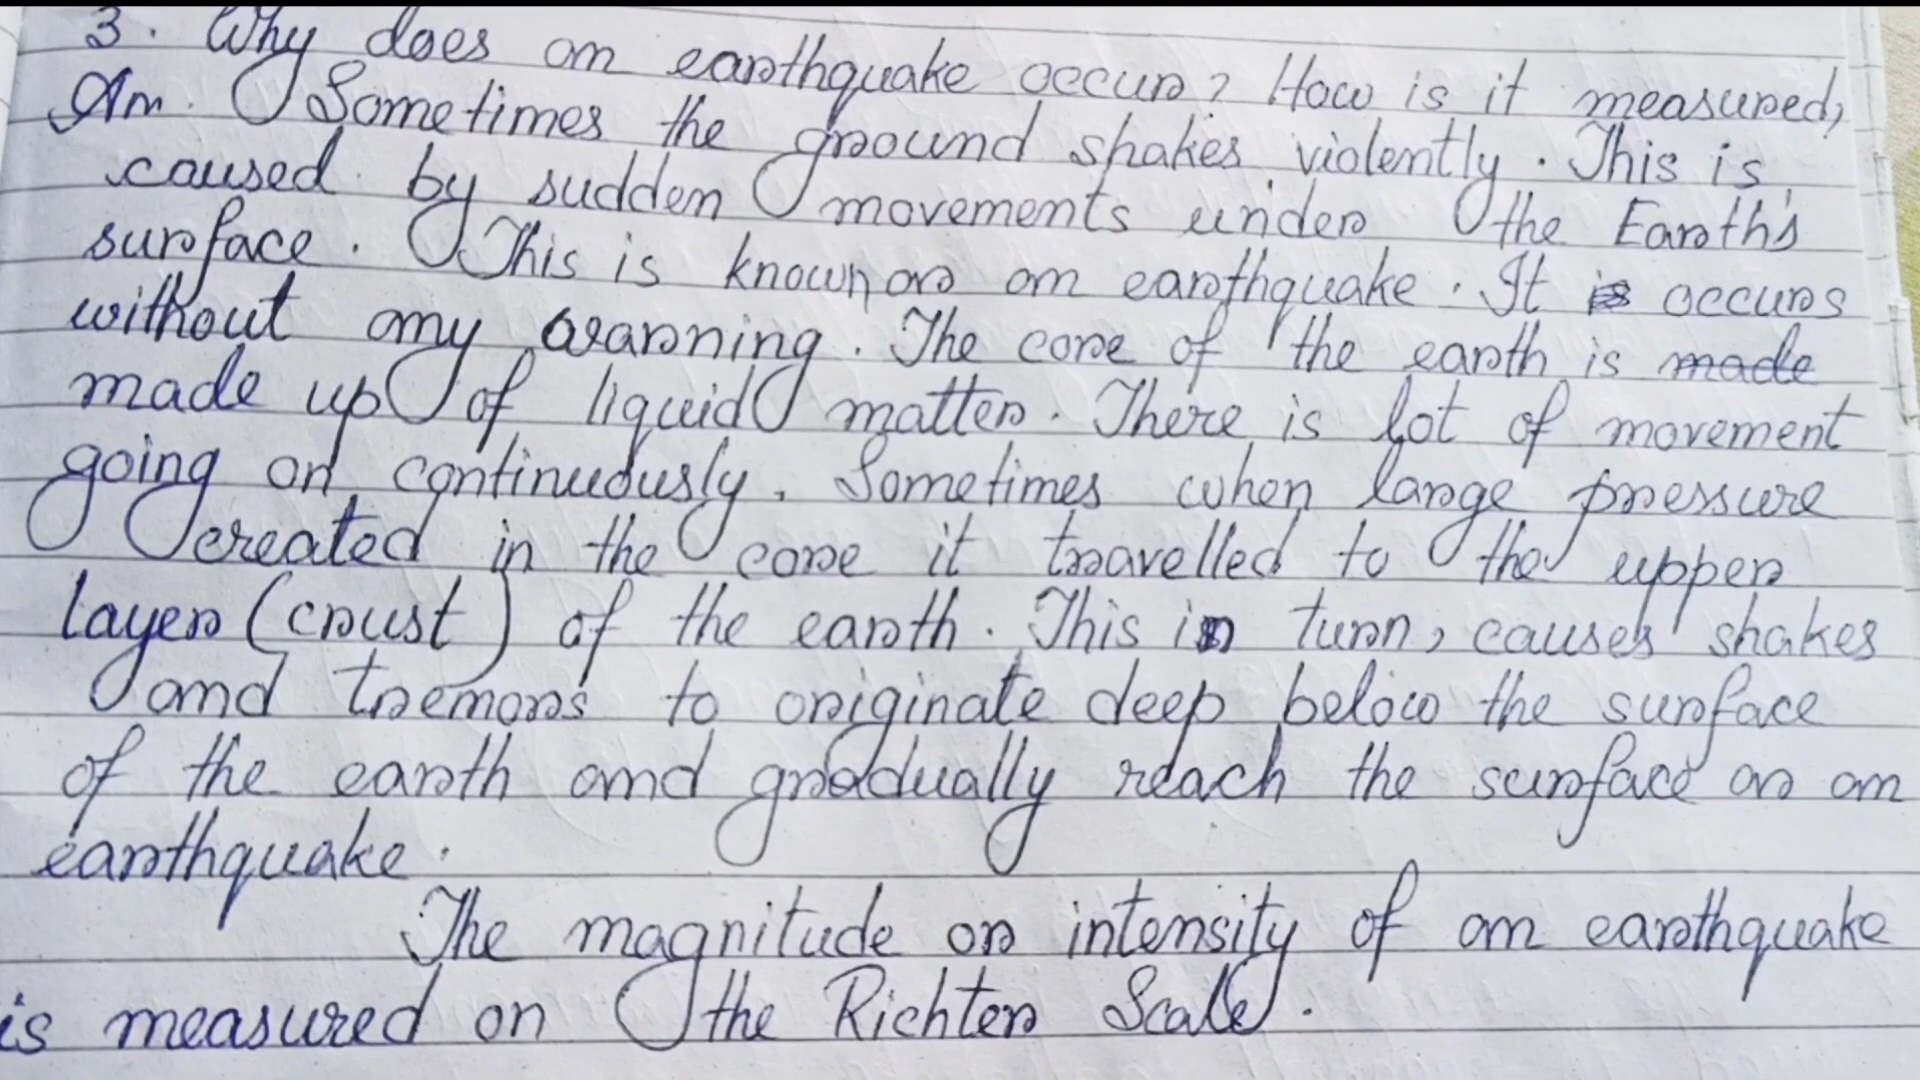 3. Why does an earthquake occur? How is it measured,
An. Sometimes the ground shakes violently. This is
caused by sudden movements under the Earth's
surface. This is known as an earthquake. It is occurs
without any warning. The core of the earth is made
made up of liquid matter. There is lot of movement
going on continuously. Sometimes when large pressure
created in the core it travelled to the upper
layer (crust) of the earth. This in turn, causes shakes
and tremors to originate deep below the surface
of the earth and gradually reach the surface as an
earthquake.
The magnitude or intensity of an earthquake
is measured on the Richter Scale.